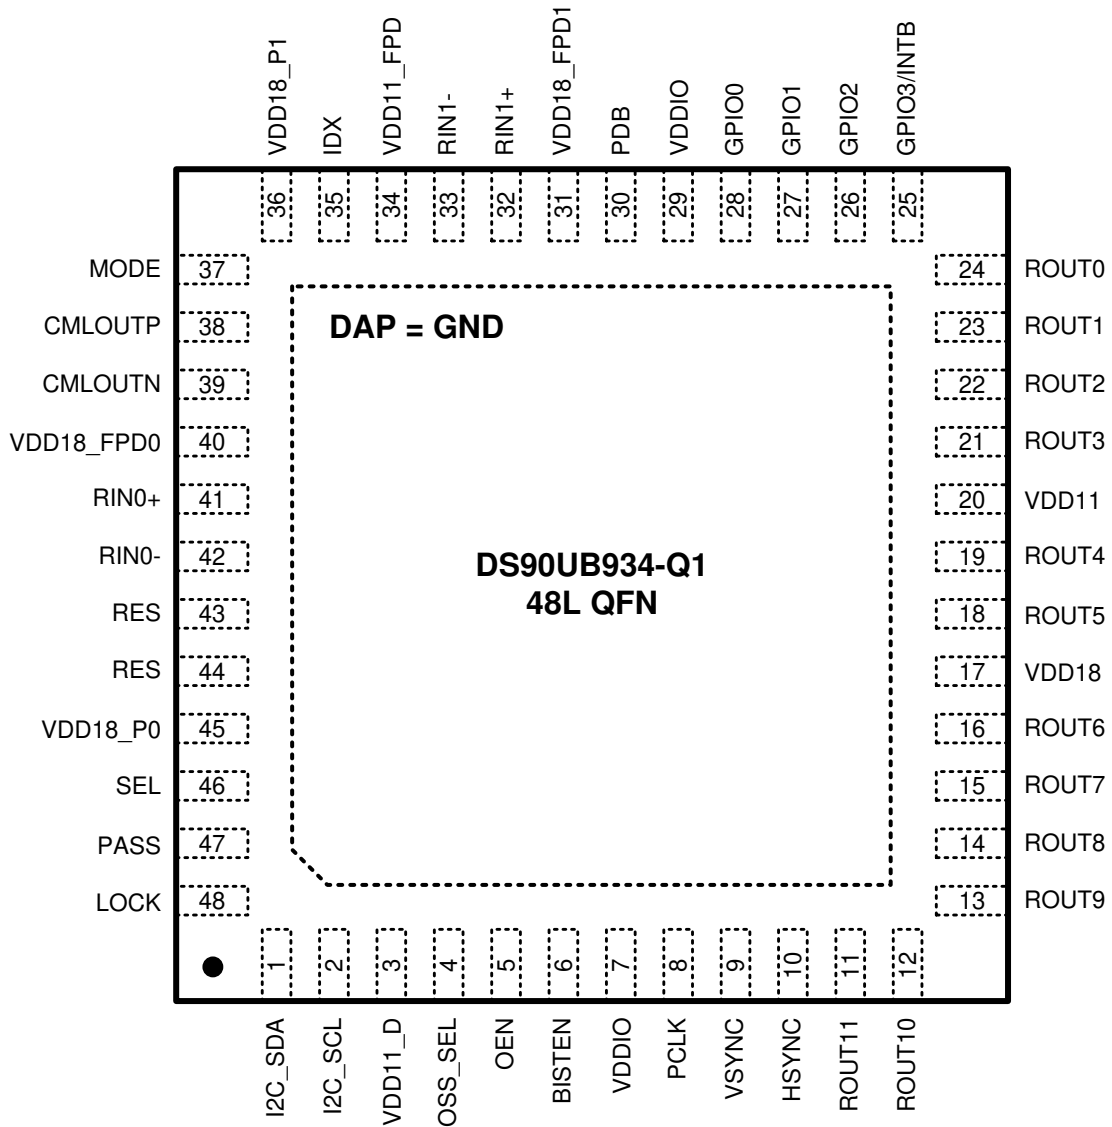 VDD18_P1
IDX
VDD11_FPD
RIN1-
RIN1+
VDD18_FPD1
PDB
VDDIO
GPIO0
GPIO1
GPIO2
GPIO3/INTB
36
35
34
33
32
31
30
29
28
27
26
25
MODE 37
CMLOUTP 38
CMLOUTN 39
VDD18_FPD0 40
RIN0+ 41
RIN0- 42
RES 43
RES 44
VDD18_P0 45
SEL 46
PASS 47
LOCK 48
DAP = GND
DS90UB934-Q1
48L QFN
24 ROUT0
23 ROUT1
22 ROUT2
21 ROUT3
20 VDD11
19 ROUT4
18 ROUT5
17 VDD18
16 ROUT6
15 ROUT7
14 ROUT8
13 ROUT9
1
2
3
4
5
6
7
8
9
10
11
12
I2C_SDA
I2C_SCL
VDD11_D
OSS_SEL
OEN
BISTEN
VDDIO
PCLK
VSYNC
HSYNC
ROUT11
ROUT10